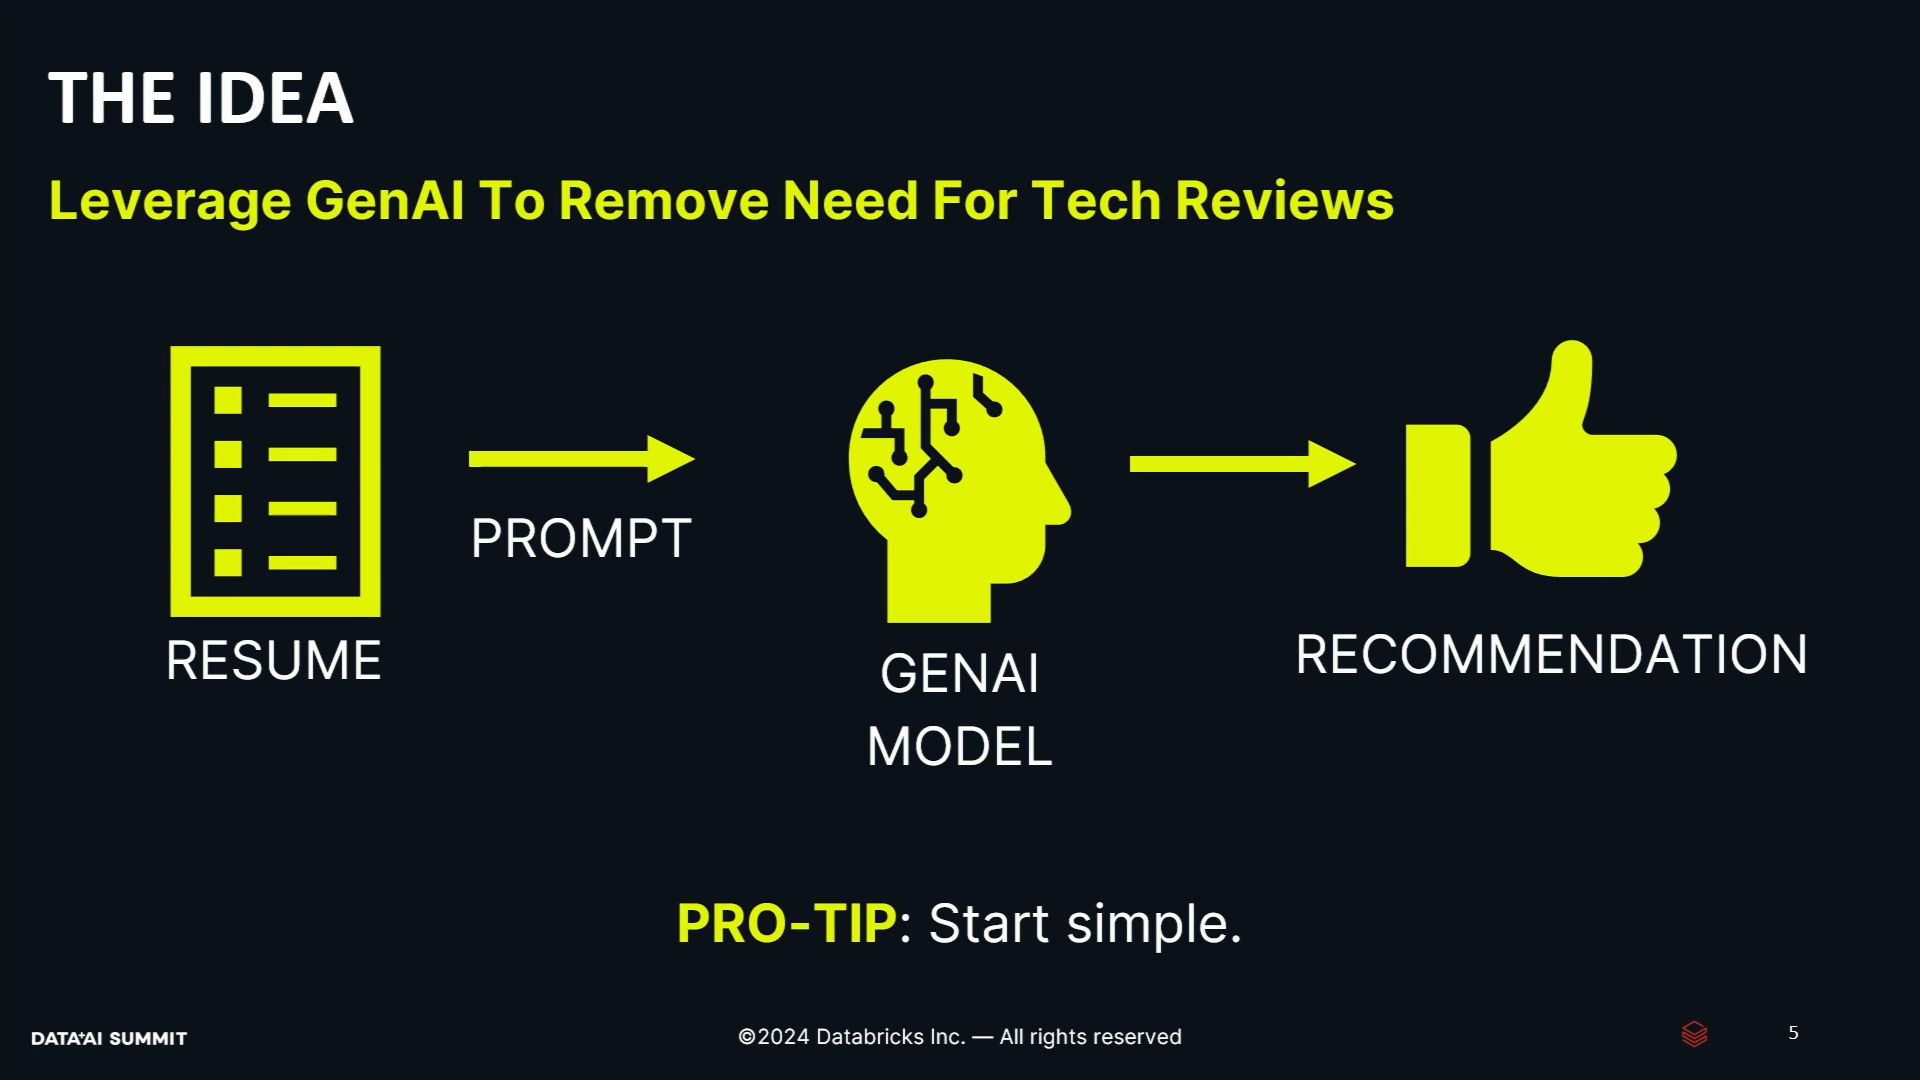 THE IDEA
Leverage GenAI To Remove Need For Tech Reviews
PROMPT
RESUME
GENAI
MODEL
RECOMMENDATION
PRO-TIP: Start simple.
DATA+AI SUMMIT
©2024 Databricks Inc. — All rights reserved
5